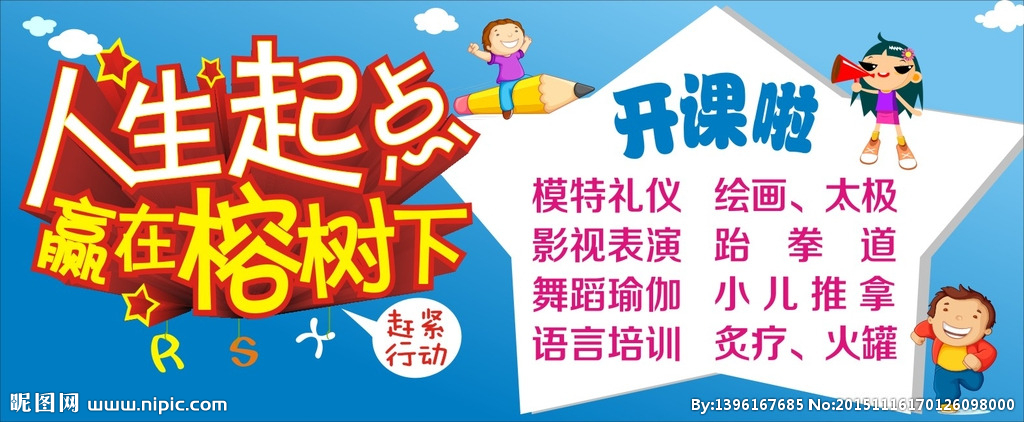 人生起点
赢在榕树下
R S 
赶紧
行动
开课啦
模特礼仪 绘画、太极
影视表演 跆拳道
舞蹈瑜伽 小儿推拿
语言培训 炙疗、火罐
昵图网 www.nipic.com
By:1396167685 No:20151116170126098000